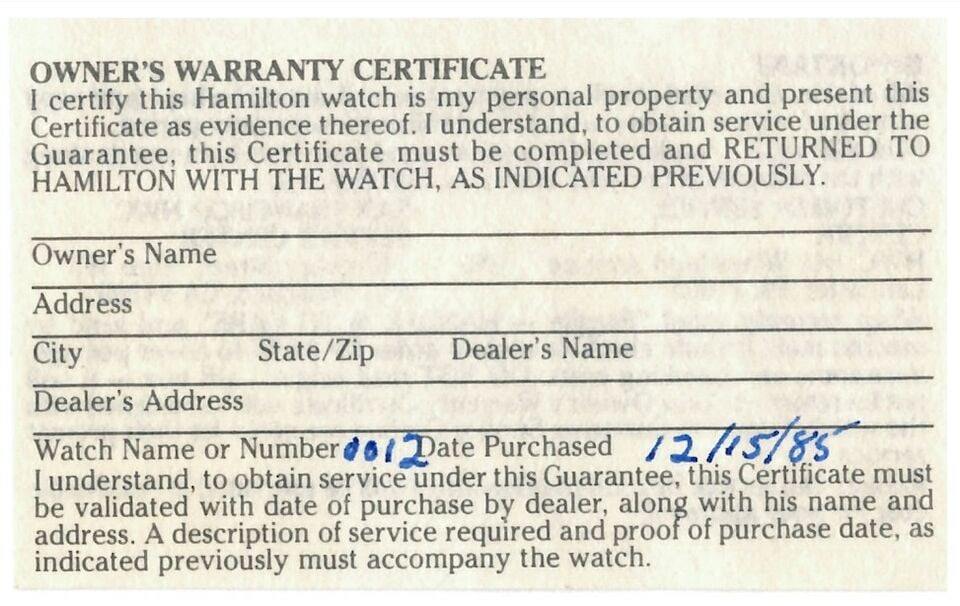 OWNER'S WARRANTY CERTIFICATE
I certify this Hamilton watch is my personal property and present this
Certificate as evidence thereof. I understand, to obtain service under the
Guarantee, this Certificate must be completed and RETURNED TO
HAMILTON WITH THE WATCH, AS INDICATED PREVIOUSLY.
Owner's Name
Address
City State/Zip Dealer's Name
Dealer's Address
Watch Name or Number 0012 Date Purchased 12/15/85
I understand, to obtain service under this Guarantee, this Certificate must
be validated with date of purchase by dealer, along with his name and
address. A description of service required and proof of purchase date, as
indicated previously must accompany the watch.